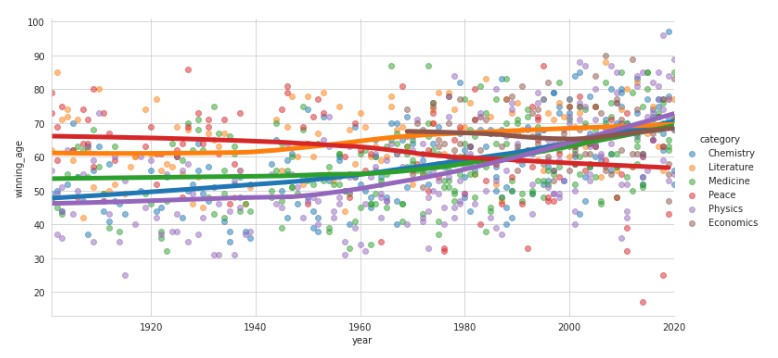 100
90
80
70
60
50
40
30
20
winning_age
1920
1940
1960
1980
2000
2020
year
category
Chemistry
Literature
Medicine
Peace
Physics
Economics